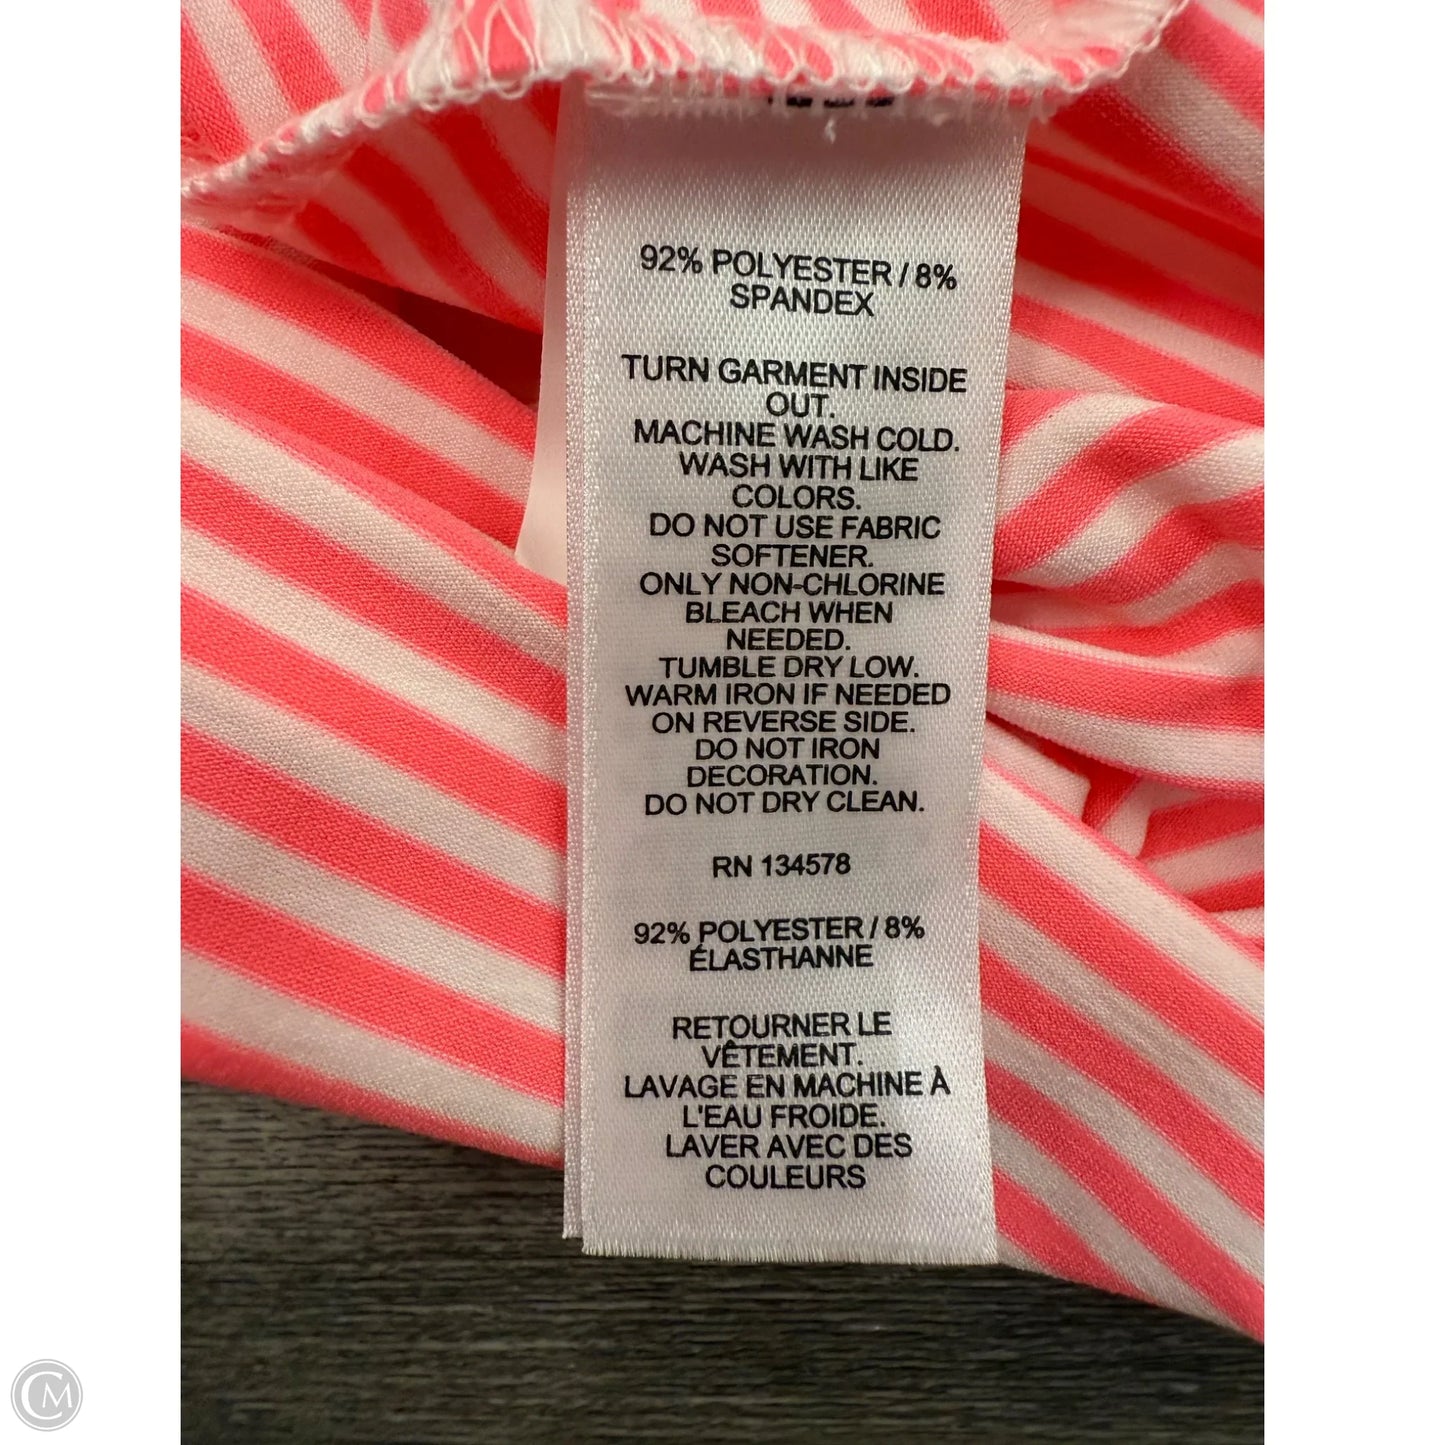 92% POLYESTER / 8%
SPANDEX
TURN GARMENT INSIDE
OUT.
MACHINE WASH COLD.
WASH WITH LIKE
COLORS.
DO NOT USE FABRIC
SOFTENER.
ONLY NON-CHLORINE
BLEACH WHEN
NEEDED.
TUMBLE DRY LOW.
WARM IRON IF NEEDED
ON REVERSE SIDE.
DO NOT IRON
DECORATION.
DO NOT DRY CLEAN.
RN 134578
92% POLYESTER / 8%
ÉLASTHANNE
RETOURNER LE
VÊTEMENT.
LAVAGE EN MACHINE À
L'EAU FROIDE.
LAVER AVEC DES
COULEURS
CM